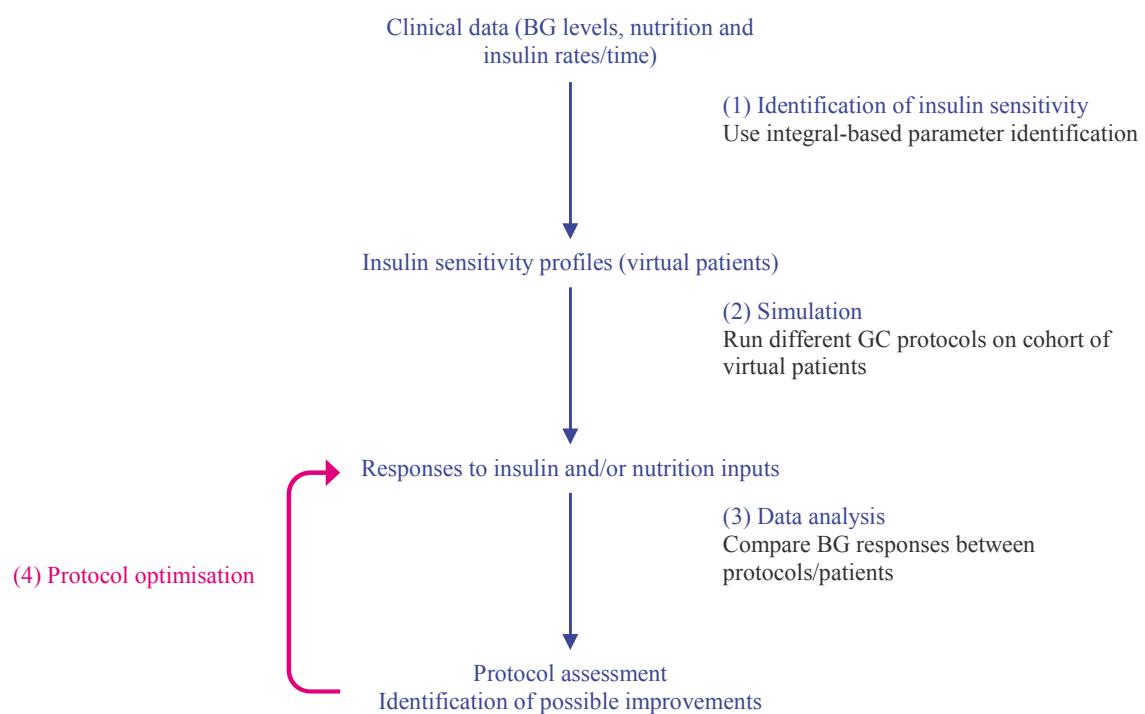 Clinical data (BG levels, nutrition and
insulin rates/time)
(1) Identification of insulin sensitivity
Use integral-based parameter identification
Insulin sensitivity profiles (virtual patients)
(2) Simulation
Run different GC protocols on cohort of
virtual patients
Responses to insulin and/or nutrition inputs
(3) Data analysis
Compare BG responses between
protocols/patients
(4) Protocol optimisation
Protocol assessment
Identification of possible improvements